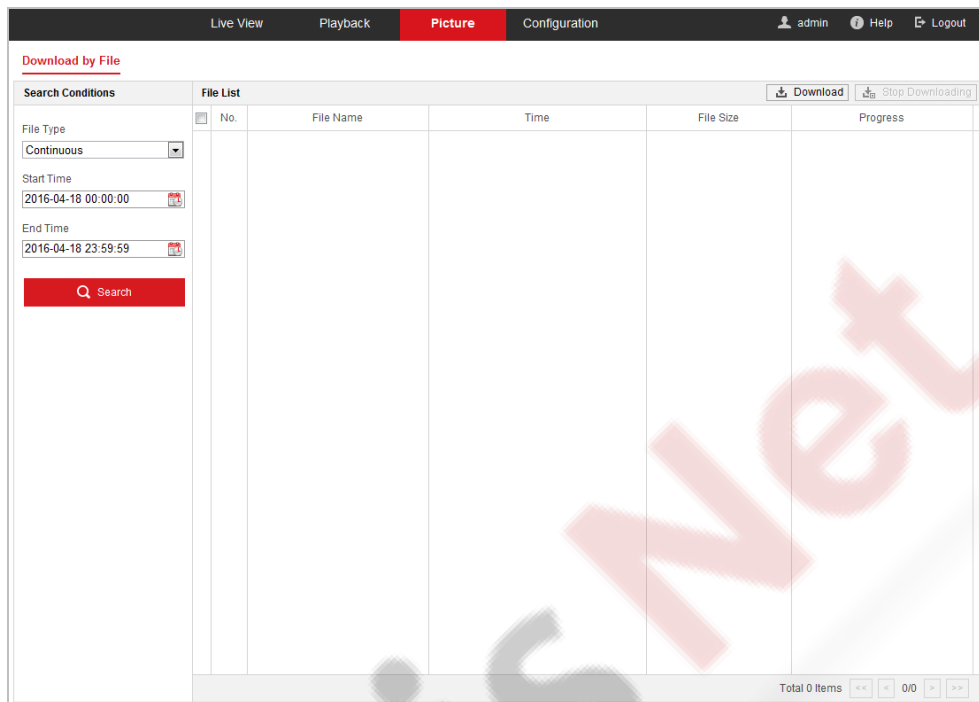 Live View Playback Picture Configuration admin Help Logout
Download by File
Search Conditions
File List Download Stop Downloading
No. File Name Time File Size Progress
File Type
Continuous
Start Time
2016-04-18 00:00:00
End Time
2016-04-18 23:59:59
Search
isNet
Total 0 Items << < 0/0 > >>